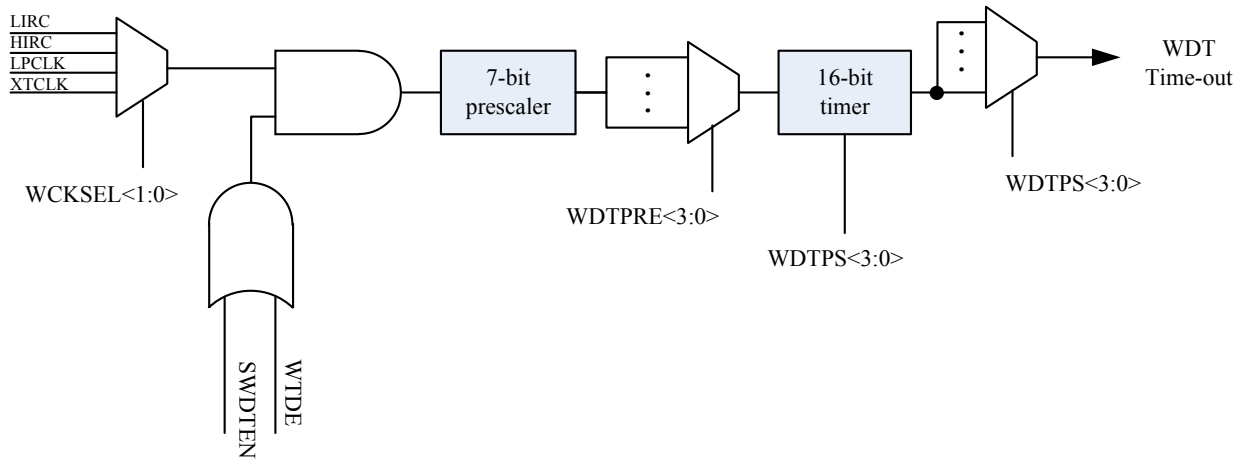 LIRC
HIRC
LPCLK
XTCLK
WCKSEL<1:0>
SWDTEN
WTDE
7-bit
prescaler
WDTPRE<3:0>
16-bit
timer
WDTPS<3:0>
WDTPS<3:0>
WDT
Time-out